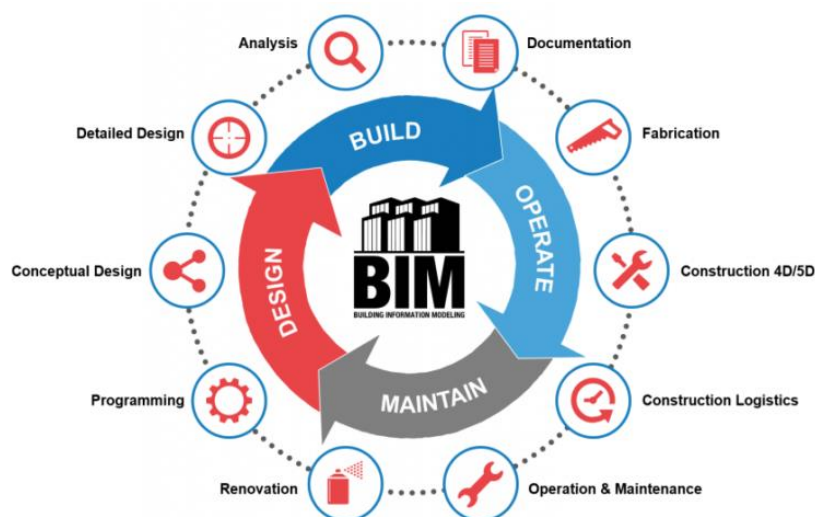 Analysis
Documentation
Detailed Design
BUILD
Fabrication
OPERATE
Conceptual Design
DESIGN
BIM
BUILDING INFORMATION MODELING
Construction 4D/5D
Programming
MAINTAIN
Construction Logistics
Renovation
Operation & Maintenance